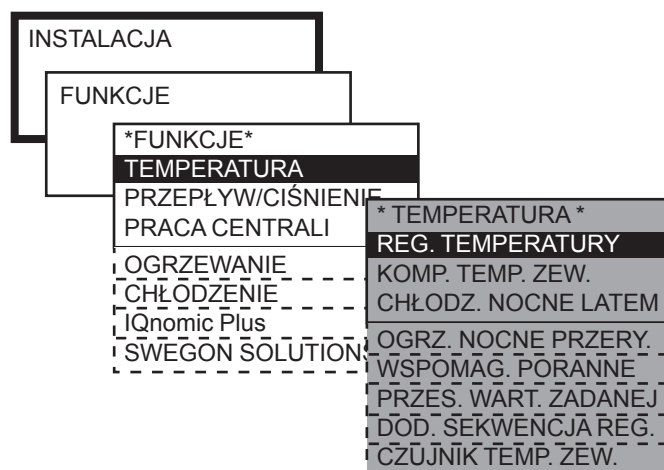 INSTALACJA
FUNKCJE
*FUNKCJE*
TEMPERATURA
PRZEPŁYW/CIŚNIENIE
PRACA CENTRALI
OGRZEWANIE
CHŁODZENIE
IQnomic Plus
SWEGON SOLUTIONS
* TEMPERATURA *
REG. TEMPERATURY
KOMP. TEMP. ZEW.
CHŁODZ. NOCNE LATEM
OGRZ. NOCNE PRZERY.
WSPOMAG. PORANNE
PRZES. WART. ZADANEJ
DOD. SEKWENCJA REG.
CZUJNIK TEMP. ZEW.